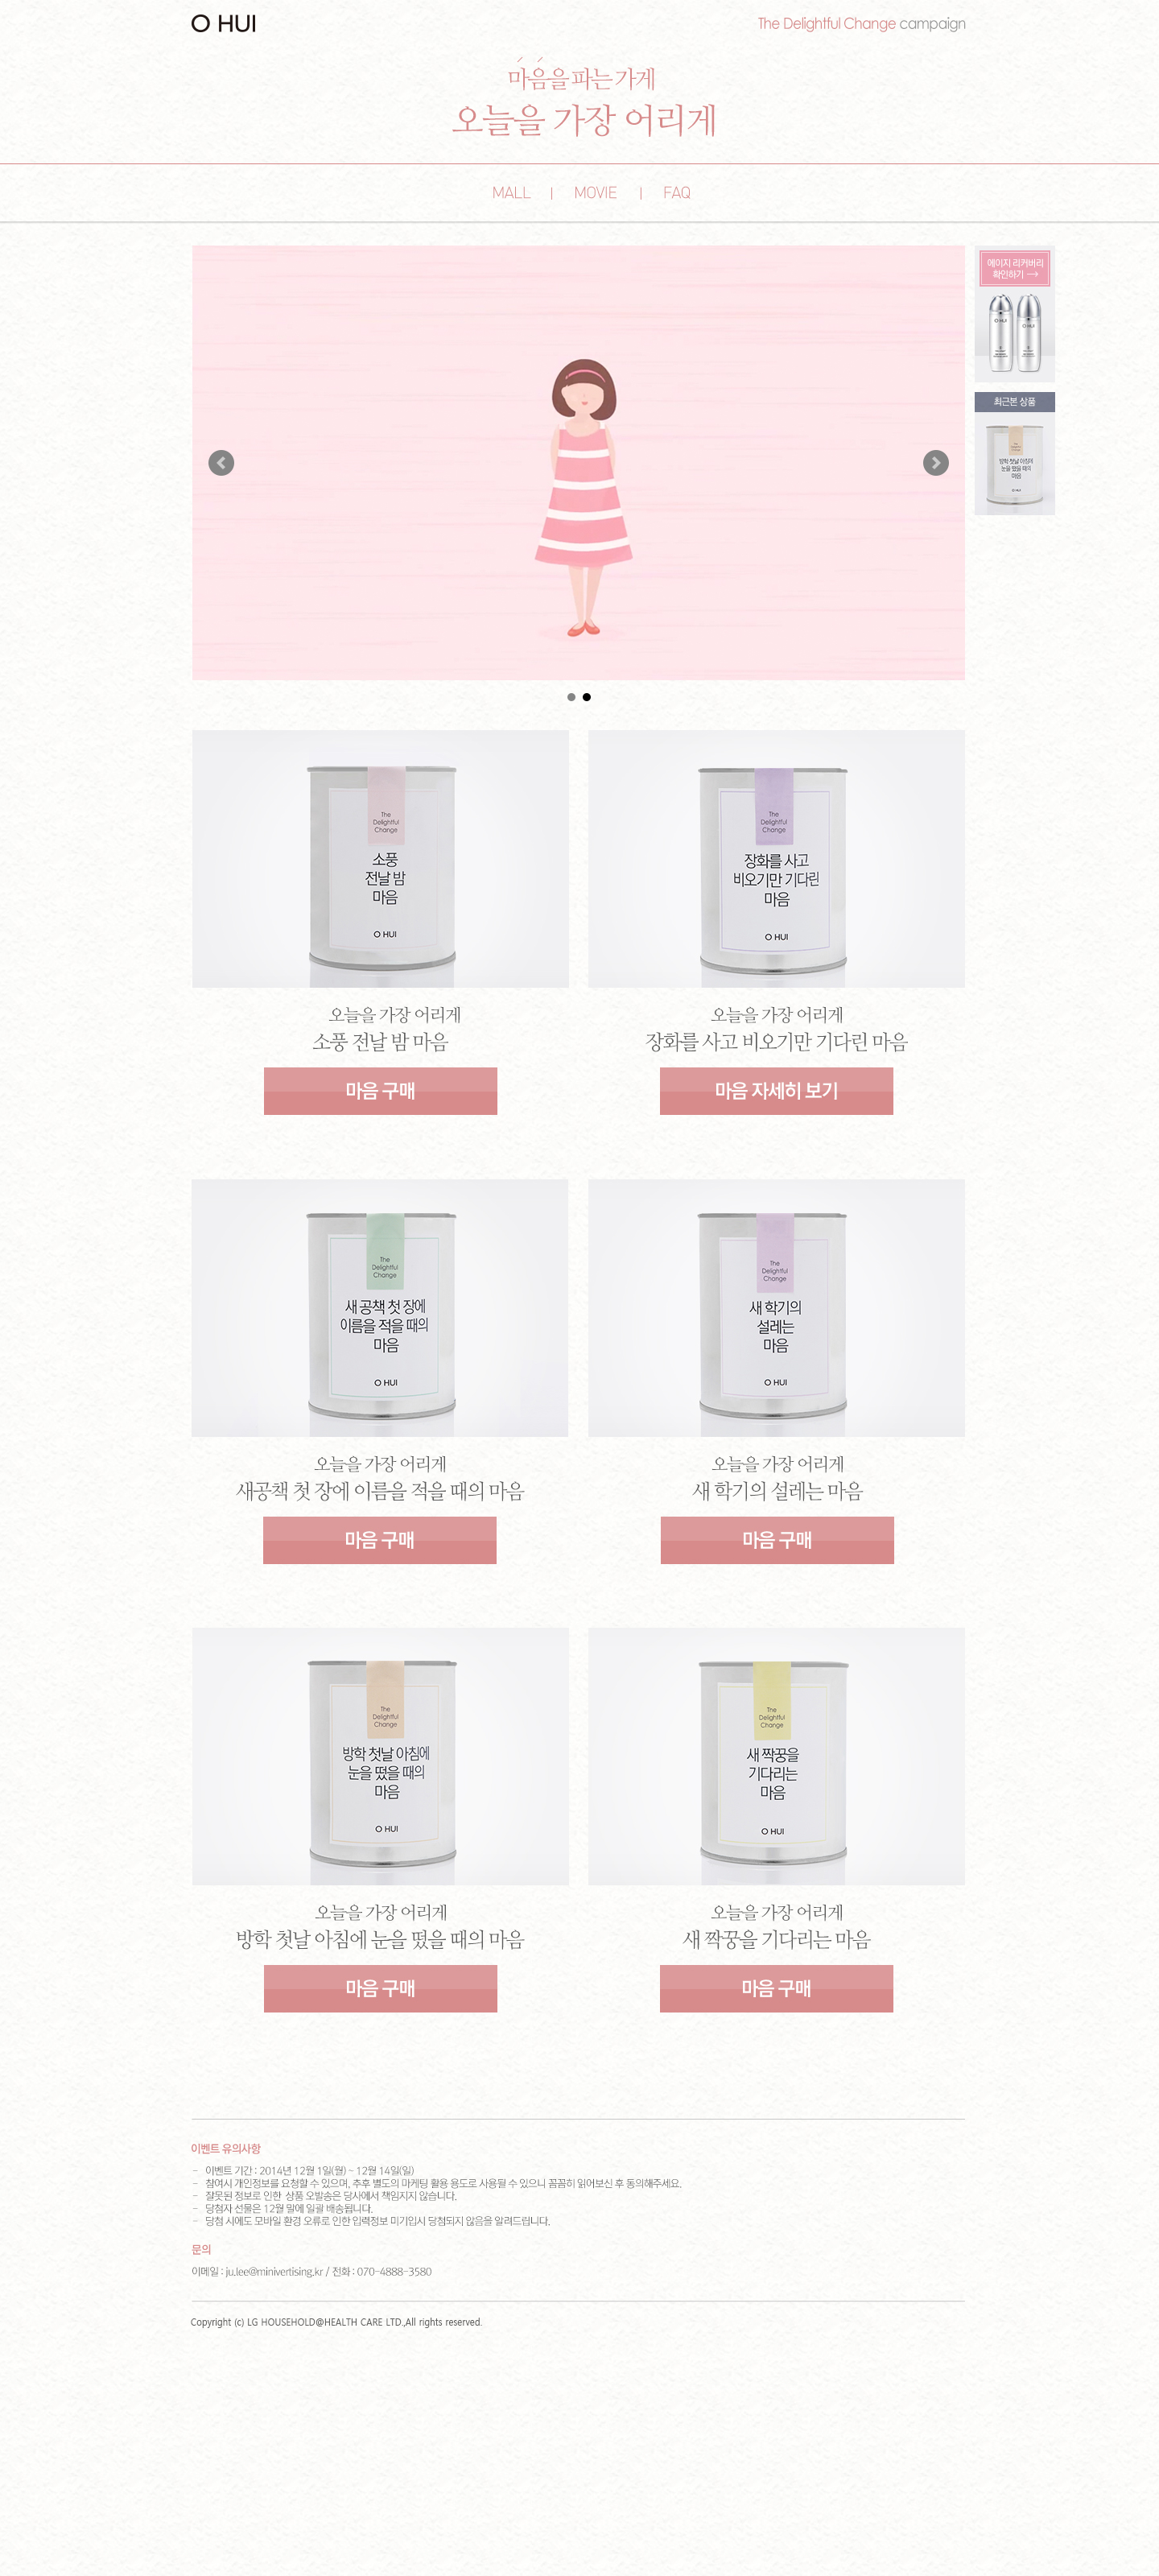 O HUI
The Delightful Change campaign
마음을 파는 가게
오늘을 가장 어리게
MALL | MOVIE | FAQ
에이지 리커버리
확인하기 →
O HUI
O HUI
최근본 상품
The
Delightful
Change
방학 첫날 아침에
눈을 떴을 때의
마음
O HUI
The
Delightful
Change
소풍
전날 밤
마음
O HUI
The
Delightful
Change
장화를 사고
비오기만 기다린
마음
O HUI
오늘을 가장 어리게
소풍 전날 밤 마음
마음 구매
오늘을 가장 어리게
장화를 사고 비오기만 기다린 마음
마음 자세히 보기
The
Delightful
Change
새 공책 첫 장에
이름을 적을 때의
마음
O HUI
The
Delightful
Change
새 학기의
설레는
마음
O HUI
오늘을 가장 어리게
새공책 첫 장에 이름을 적을 때의 마음
마음 구매
오늘을 가장 어리게
새 학기의 설레는 마음
마음 구매
The
Delightful
Change
방학 첫날 아침에
눈을 떴을 때의
마음
O HUI
The
Delightful
Change
새 짝꿍을
기다리는
마음
O HUI
오늘을 가장 어리게
방학 첫날 아침에 눈을 떴을 때의 마음
마음 구매
오늘을 가장 어리게
새 짝꿍을 기다리는 마음
마음 구매
이벤트 유의사항
- 이벤트 기간 : 2014년 12월 1일(월) ~ 12월 14일(일)
- 참여시 개인정보를 요청할 수 있으며, 추후 별도의 마케팅 활용 용도로 사용될 수 있으니 꼼꼼히 읽어보신 후 동의해주세요.
- 잘못된 정보로 인한 상품 오발송은 당사에서 책임지지 않습니다.
- 당첨자 선물은 12월 말에 일괄 배송됩니다.
- 당첨 시에도 모바일 환경 오류로 인한 입력정보 미기입시 당첨되지 않음을 알려드립니다.
문의
이메일 : ju.lee@minivertising.kr / 전화 : 070-4888-3580
Copyright (c) LG HOUSEHOLD@HEALTH CARE LTD.,All rights reserved.